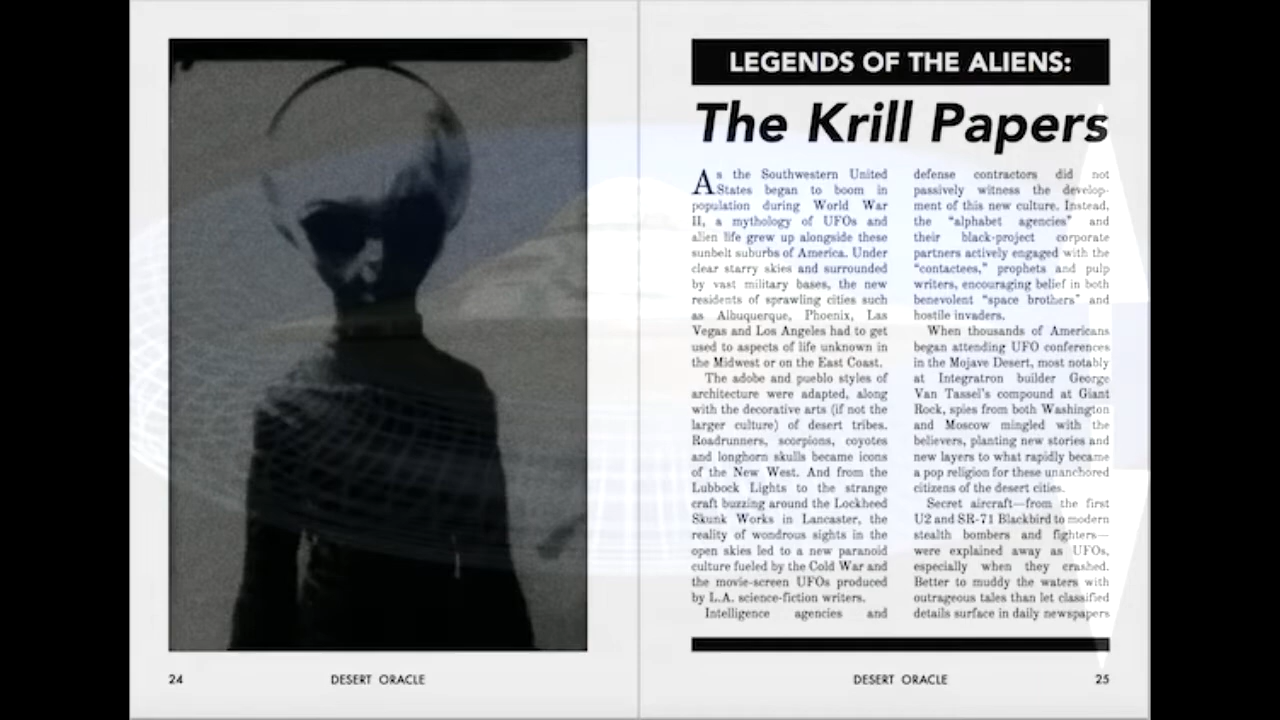 LEGENDS OF THE ALIENS:
The Krill Papers
As the Southwestern United
States began to boom in
population during World War
II, a mythology of UFOs and
alien life grew up alongside these
sunbelt suburbs of America. Under
clear starry skies and surrounded
by vast military bases, the new
residents of sprawling cities such
as Albuquerque, Phoenix, Las
Vegas and Los Angeles had to get
used to aspects of life unknown in
the Midwest or on the East Coast.
The adobe and pueblo styles of
architecture were adapted, along
with the decorative arts (if not the
larger culture) of desert tribes.
Roadrunners, scorpions, coyotes
and longhorn skulls became icons
of the New West. And from the
Lubbock Lights to the strange
craft buzzing around the Lockheed
Skunk Works in Lancaster, the
reality of wondrous sights in the
open skies led to a new paranoid
culture fueled by the Cold War and
the movie-screen UFOs produced
by L.A. science-fiction writers.
Intelligence agencies and
defense contractors did not
passively witness the develop-
ment of this new culture. Instead,
the “alphabet agencies” and
their black-project corporate
partners actively engaged with the
“contactees,” prophets and pulp
writers, encouraging belief in both
benevolent “space brothers” and
hostile invaders.
When thousands of Americans
began attending UFO conferences
in the Mojave Desert, most notably
at Integratron builder George
Van Tassel’s compound at Giant
Rock, spies from both Washington
and Moscow mingled with the
believers, planting new stories and
new layers to what rapidly became
a pop religion for these unanchored
citizens of the desert cities.
Secret aircraft—from the first
U2 and SR-71 Blackbird to modern
stealth bombers and fighters—
were explained away as UFOs,
especially when they crashed.
Better to muddy the waters with
outrageous tales than let classified
details surface in daily newspapers
24
DESERT ORACLE
DESERT ORACLE
25